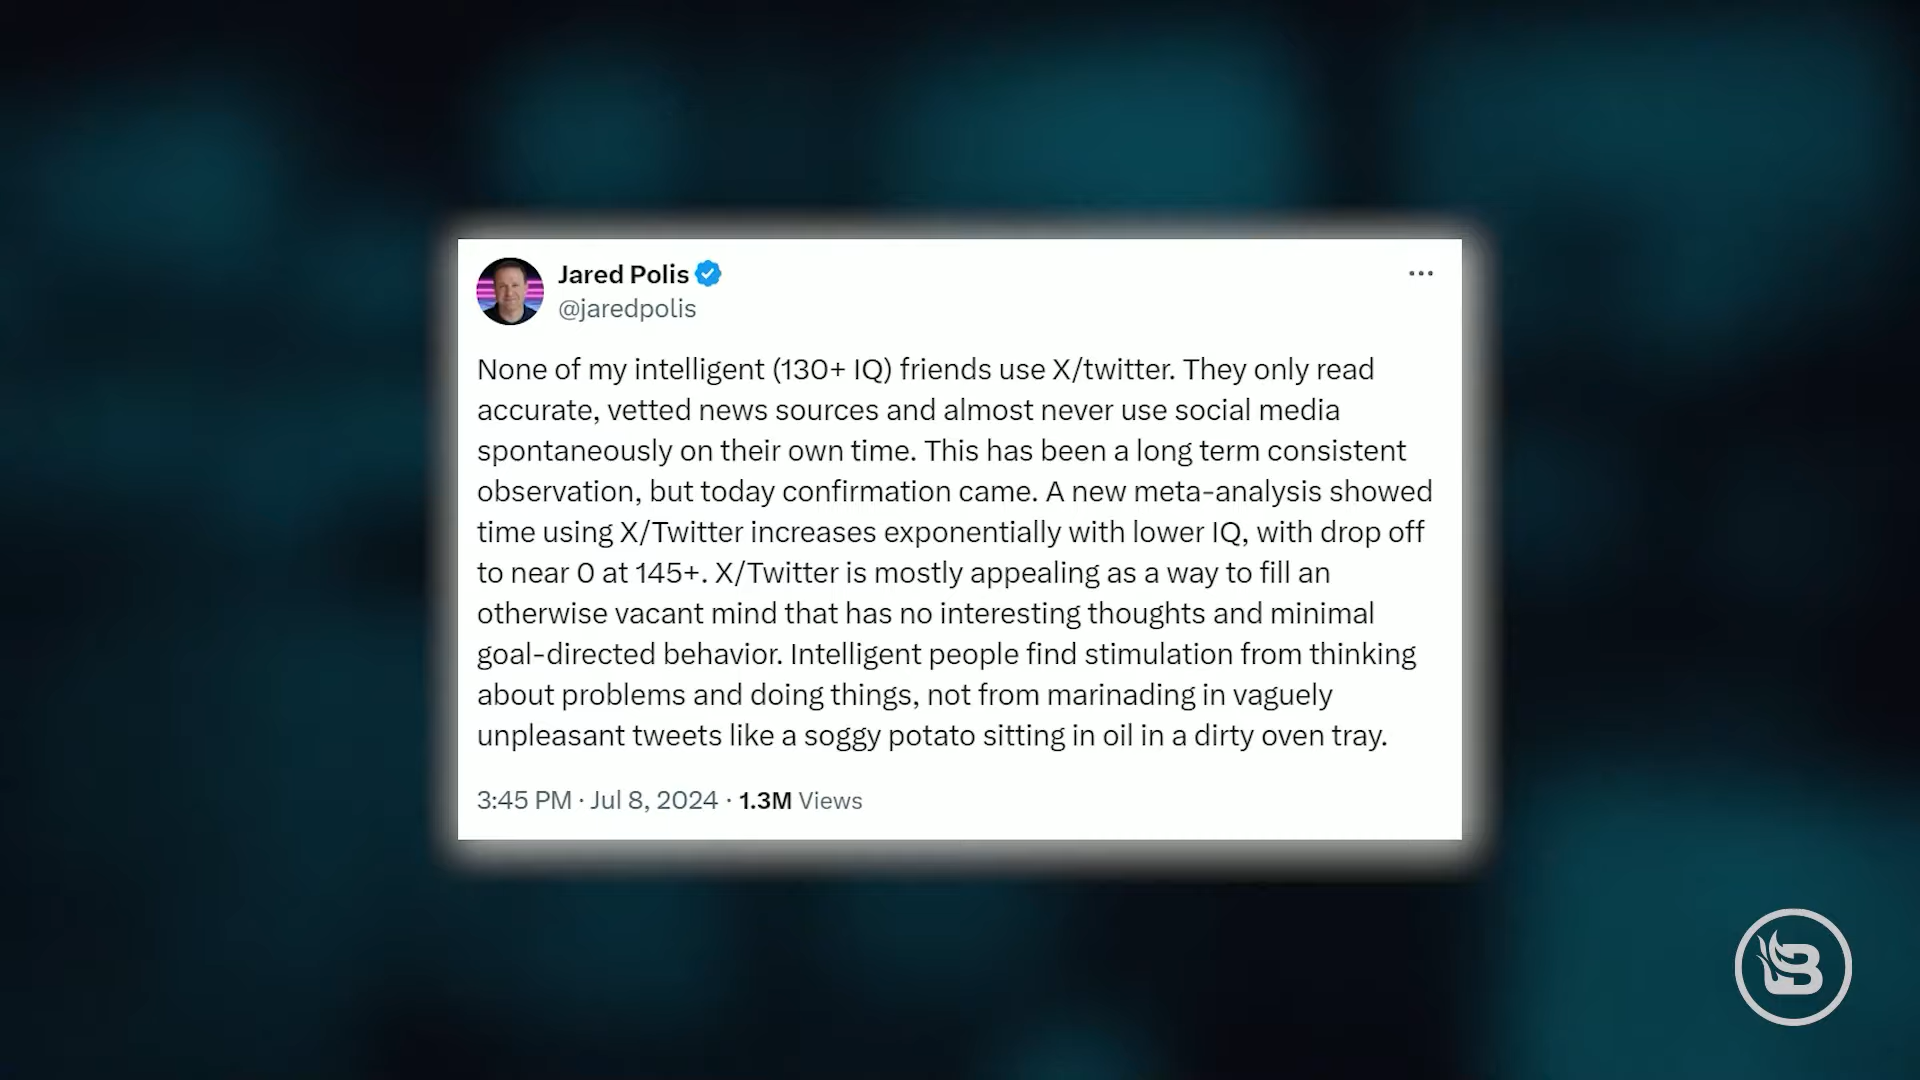 Jared Polis
@jaredpolis
None of my intelligent (130+ IQ) friends use X/twitter. They only read
accurate, vetted news sources and almost never use social media
spontaneously on their own time. This has been a long term consistent
observation, but today confirmation came. A new meta-analysis showed
time using X/Twitter increases exponentially with lower IQ, with drop off
to near 0 at 145+. X/Twitter is mostly appealing as a way to fill an
otherwise vacant mind that has no interesting thoughts and minimal
goal-directed behavior. Intelligent people find stimulation from thinking
about problems and doing things, not from marinading in vaguely
unpleasant tweets like a soggy potato sitting in oil in a dirty oven tray.
3:45 PM · Jul 8, 2024 · 1.3M Views
B